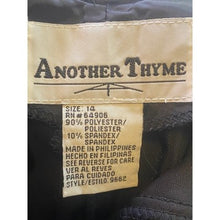 ANOTHER THYME
SIZE: 14
RN# 64906
90% POLYESTER/
POLIESTER
10% SPANDEX/
SPANDEX
MADE IN PHILIPPINES
HECHO EN FILIPINAS
SEE REVERSE FOR CARE
VER AL REVES
PARA CUIDADO
STYLE/ESTILO 966E